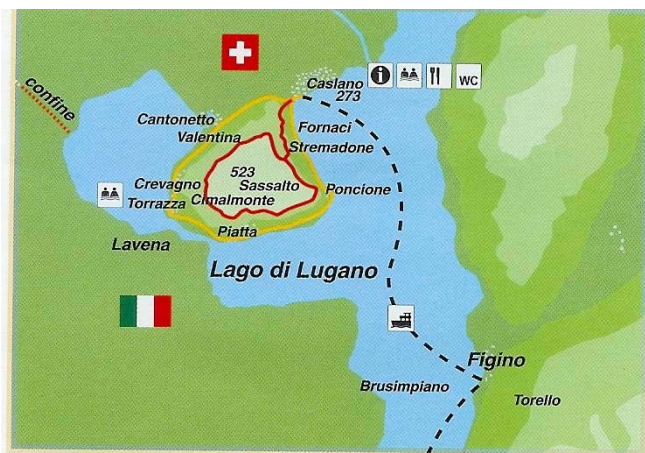 confine
Caslano
273
WC
Cantonetto
Valentina
Fornaci
Stremadone
523
Sassalto
Crevagno
Torrazza
Cimalmonte
Poncione
Piatta
Lavena
Lago di Lugano
Figino
Brusimpiano
Torello